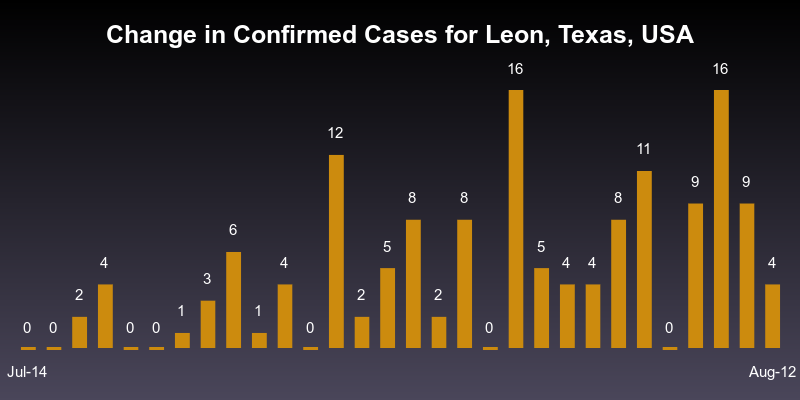 Change in Confirmed Cases for Leon, Texas, USA
0 0 2 4 0 0 1 3 6 1 4 0 12 2 5 8 2 8 0 16 5 4 4 8 11 0 9 16 9 4
Jul-14 Aug-12